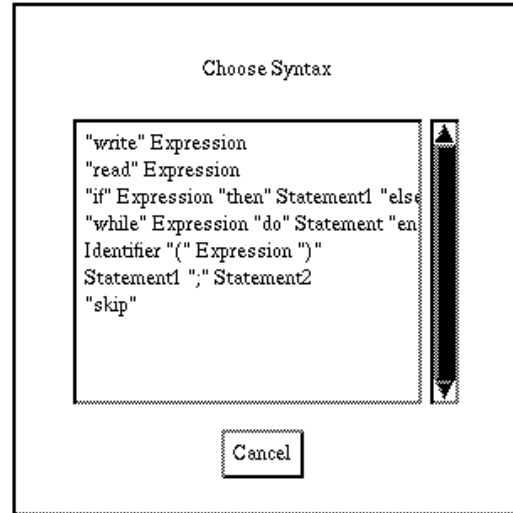 Choose Syntax
"write" Expression
"read" Expression
"if" Expression "then" Statement1 "else
"while" Expression "do" Statement "en
Identifier "(" Expression ")"
Statement1 ";" Statement2
"skip"
Cancel